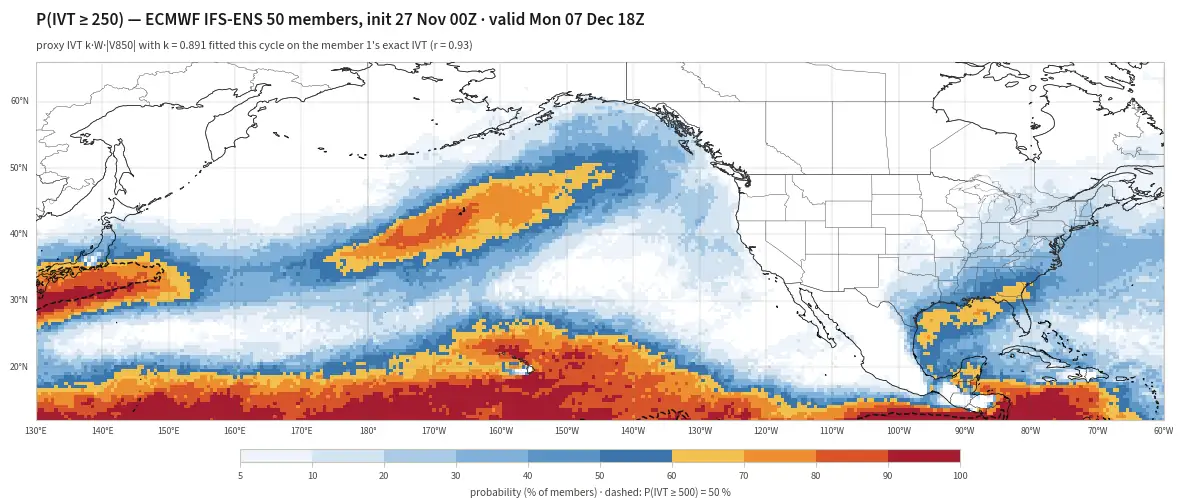 P(IVT ≥ 250) — ECMWF IFS-ENS 50 members, init 27 Nov 00Z · valid Mon 07 Dec 18Z
proxy IVT k·W·|V850| with k = 0.891 fitted this cycle on the member 1's exact IVT (r = 0.93)
60°N
50°N
40°N
30°N
20°N
130°E 140°E 150°E 160°E 170°E 180° 170°W 160°W 150°W 140°W 130°W 120°W 110°W 100°W 90°W 80°W 70°W 60°W
5 10 20 30 40 50 60 70 80 90 100
probability (% of members) · dashed: P(IVT ≥ 500) = 50 %